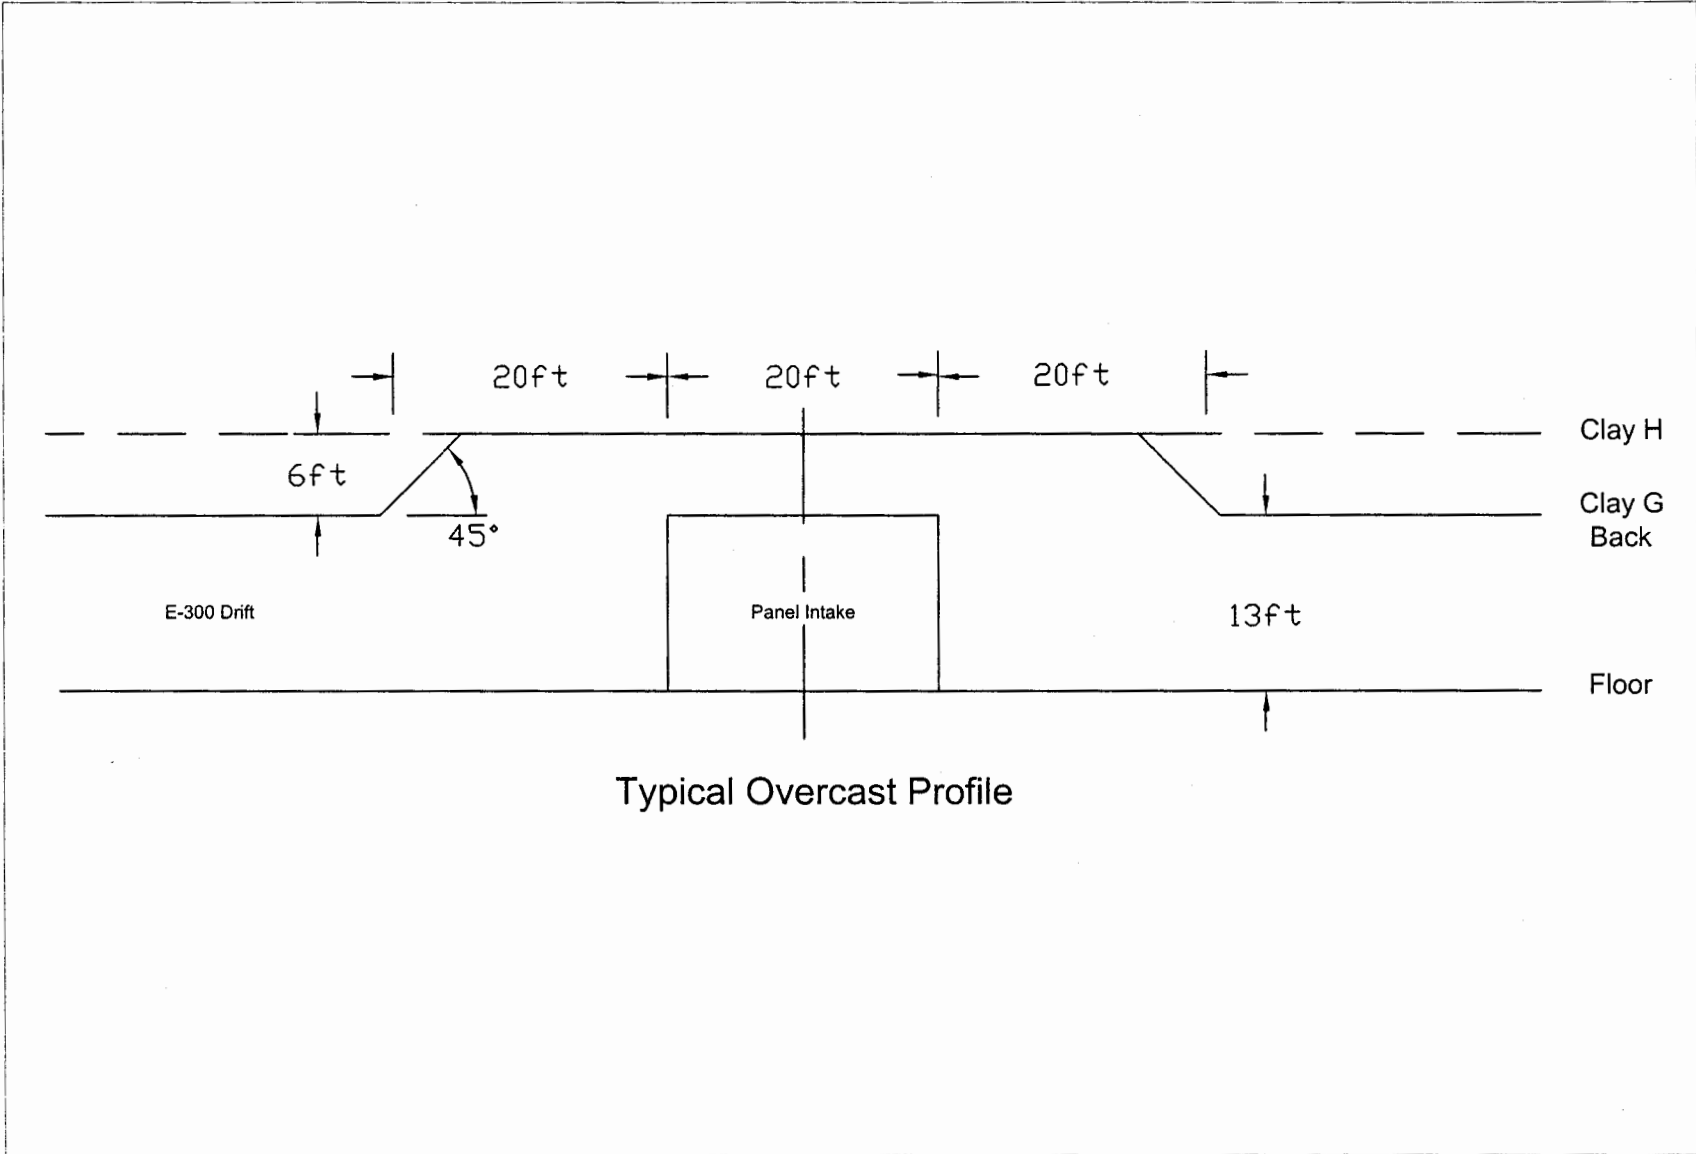 20ft 20ft 20ft
Clay H
6ft
Clay G
Back
45°
E-300 Drift
Panel Intake
13ft
Floor
Typical Overcast Profile